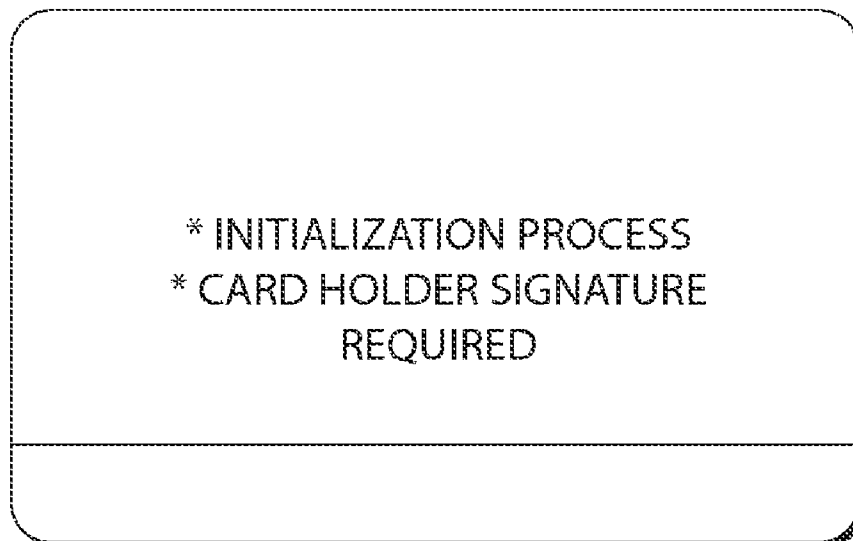 * INITIALIZATION PROCESS
* CARD HOLDER SIGNATURE
REQUIRED